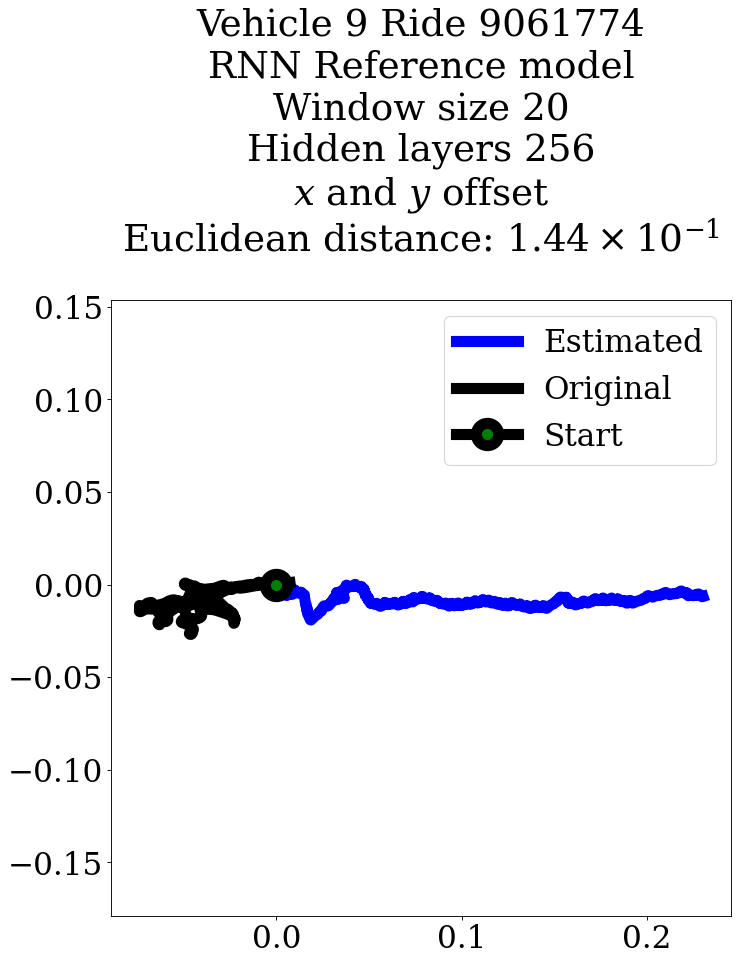 Vehicle 9 Ride 9061774
RNN Reference model
Window size 20
Hidden layers 256
x and y offset
Euclidean distance: 1.44 × 10⁻¹
Estimated
Original
Start
0.15
0.10
0.05
0.00
−0.05
−0.10
−0.15
0.0 0.1 0.2